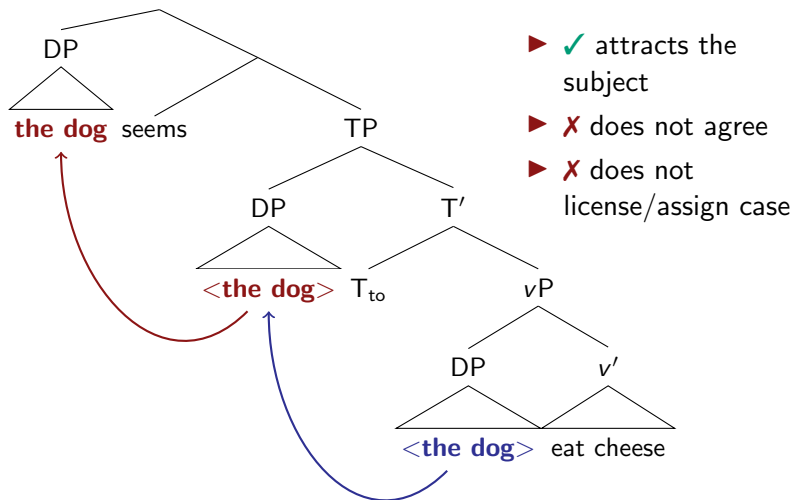 DP
the dog seems
TP
DP T′
<the dog> T_to
vP
DP v′
<the dog> eat cheese
► ✓ attracts the
subject
► ✗ does not agree
► ✗ does not
license/assign case